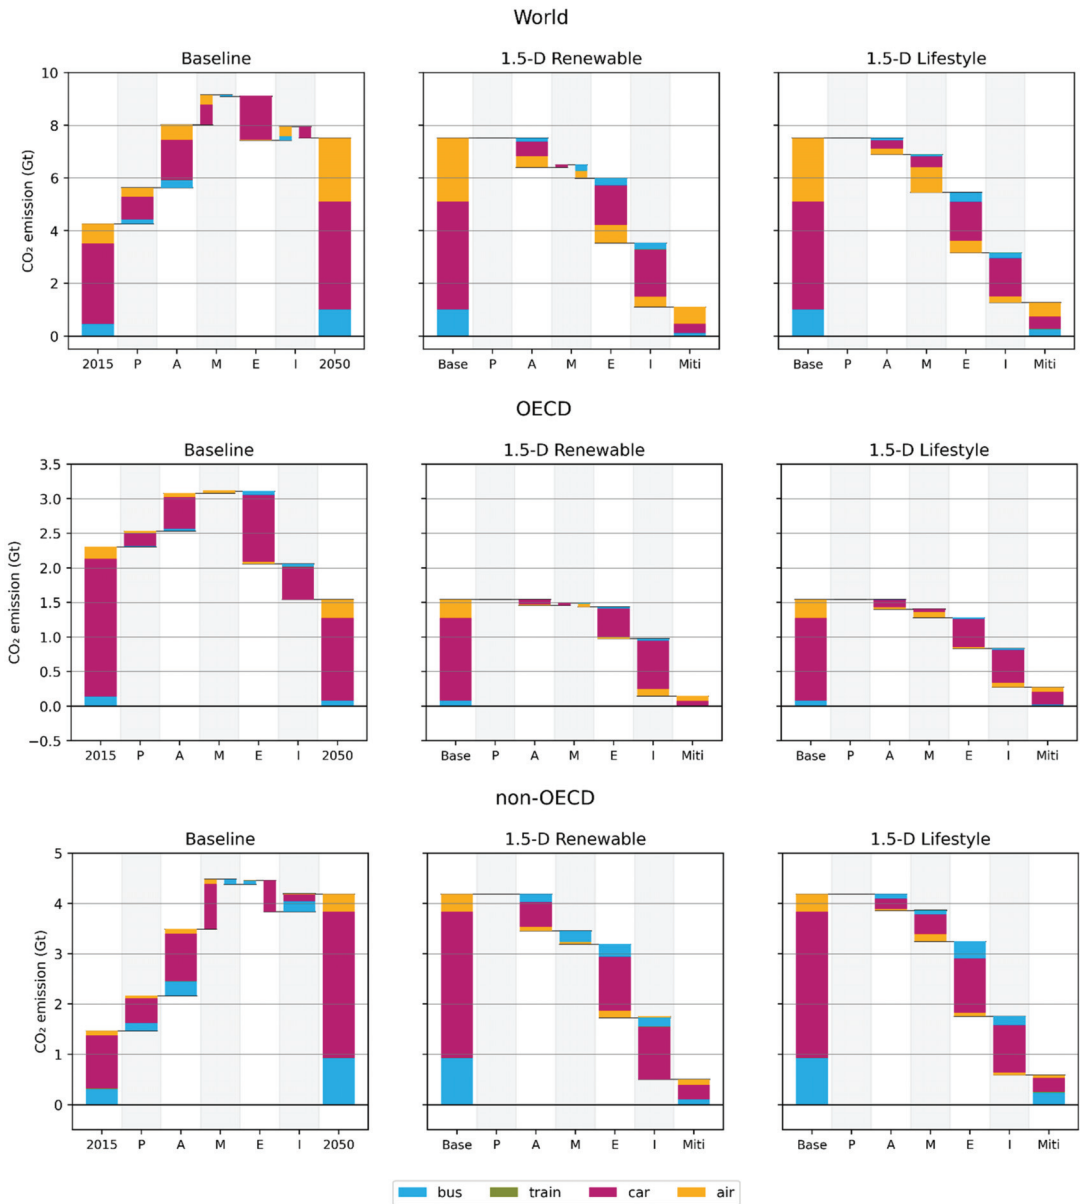 World
Baseline 1.5-D Renewable 1.5-D Lifestyle
CO₂ emission (Gt)
10
8
6
4
2
0
2015 P A M E I 2050 Base P A M E I Miti Base P A M E I Miti
OECD
Baseline 1.5-D Renewable 1.5-D Lifestyle
CO₂ emission (Gt)
3.5
3.0
2.5
2.0
1.5
1.0
0.5
0.0
−0.5
2015 P A M E I 2050 Base P A M E I Miti Base P A M E I Miti
non-OECD
Baseline 1.5-D Renewable 1.5-D Lifestyle
CO₂ emission (Gt)
5
4
3
2
1
0
2015 P A M E I 2050 Base P A M E I Miti Base P A M E I Miti
bus train car air